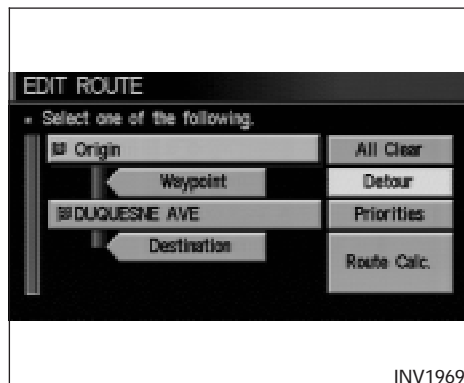 EDIT ROUTE
Select one of the following.
Origin
All Clear
Waypoint
Detour
DUQUESNE AVE
Priorities
Destination
Route Calc.
INV1969